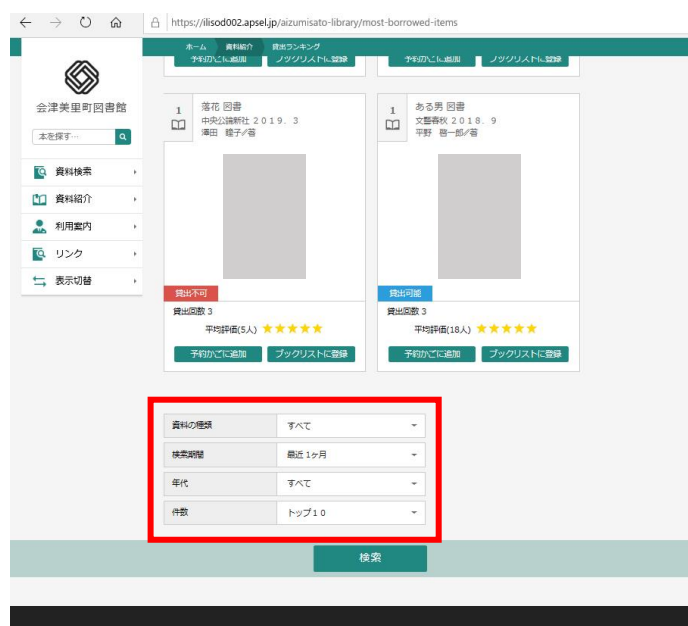 https://ilisod002.apsel.jp/aizumisato-library/most-borrowed-items
ホーム 資料紹介 貸出ランキング
予約かごに追加 ブックリストに登録 予約かごに追加 ブックリストに登録
会津美里町図書館
本を探す…
資料検索
資料紹介
利用案内
リンク
表示切替
1
落花 図書
中央公論新社 2019. 3
澤田 瞳子/著
貸出不可
貸出回数 3
平均評価(5人) ★★★★★
予約かごに追加 ブックリストに登録
1
ある男 図書
文藝春秋 2018. 9
平野 啓一郎/著
貸出可能
貸出回数 3
平均評価(18人) ★★★★★
予約かごに追加 ブックリストに登録
資料の種類 すべて
検索期間 最近1ヶ月
年代 すべて
件数 トップ10
検索